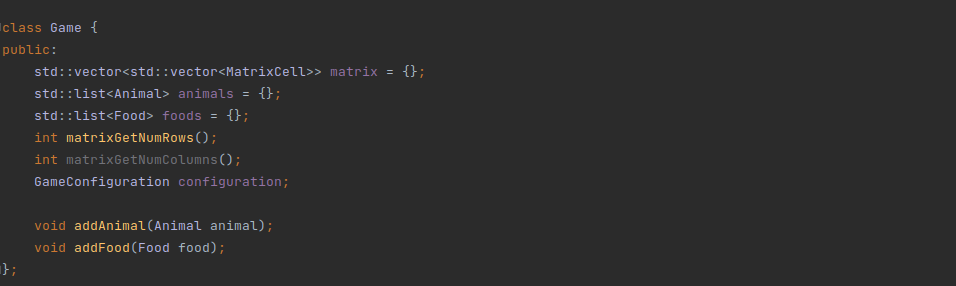 class Game {
public:
    std::vector<std::vector<MatrixCell>> matrix = {};
    std::list<Animal> animals = {};
    std::list<Food> foods = {};
    int matrixGetNumRows();
    int matrixGetNumColumns();
    GameConfiguration configuration;

    void addAnimal(Animal animal);
    void addFood(Food food);
};